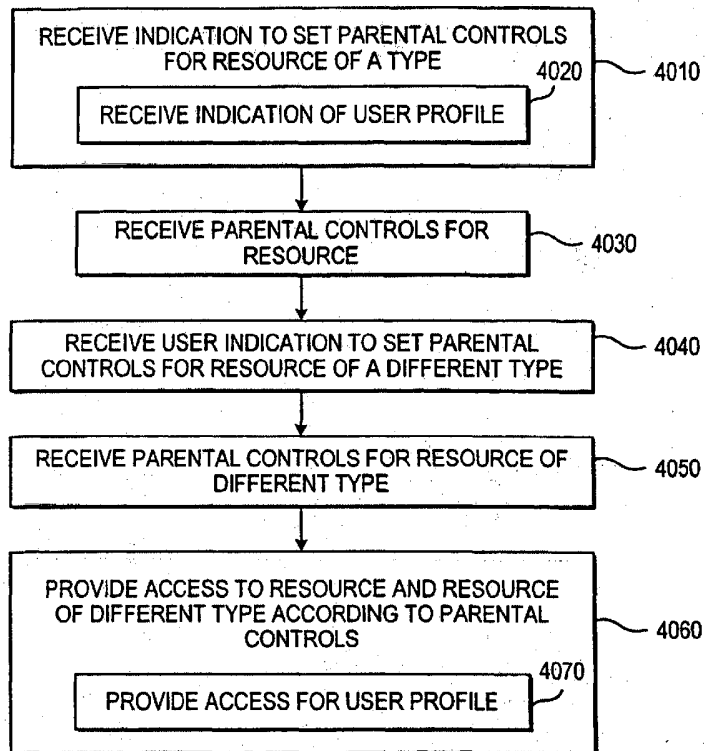 RECEIVE INDICATION TO SET PARENTAL CONTROLS
FOR RESOURCE OF A TYPE
4010
4020
RECEIVE INDICATION OF USER PROFILE
RECEIVE PARENTAL CONTROLS FOR
RESOURCE
4030
RECEIVE USER INDICATION TO SET PARENTAL
CONTROLS FOR RESOURCE OF A DIFFERENT TYPE
4040
RECEIVE PARENTAL CONTROLS FOR RESOURCE OF
DIFFERENT TYPE
4050
PROVIDE ACCESS TO RESOURCE AND RESOURCE
OF DIFFERENT TYPE ACCORDING TO PARENTAL
CONTROLS
4060
4070
PROVIDE ACCESS FOR USER PROFILE